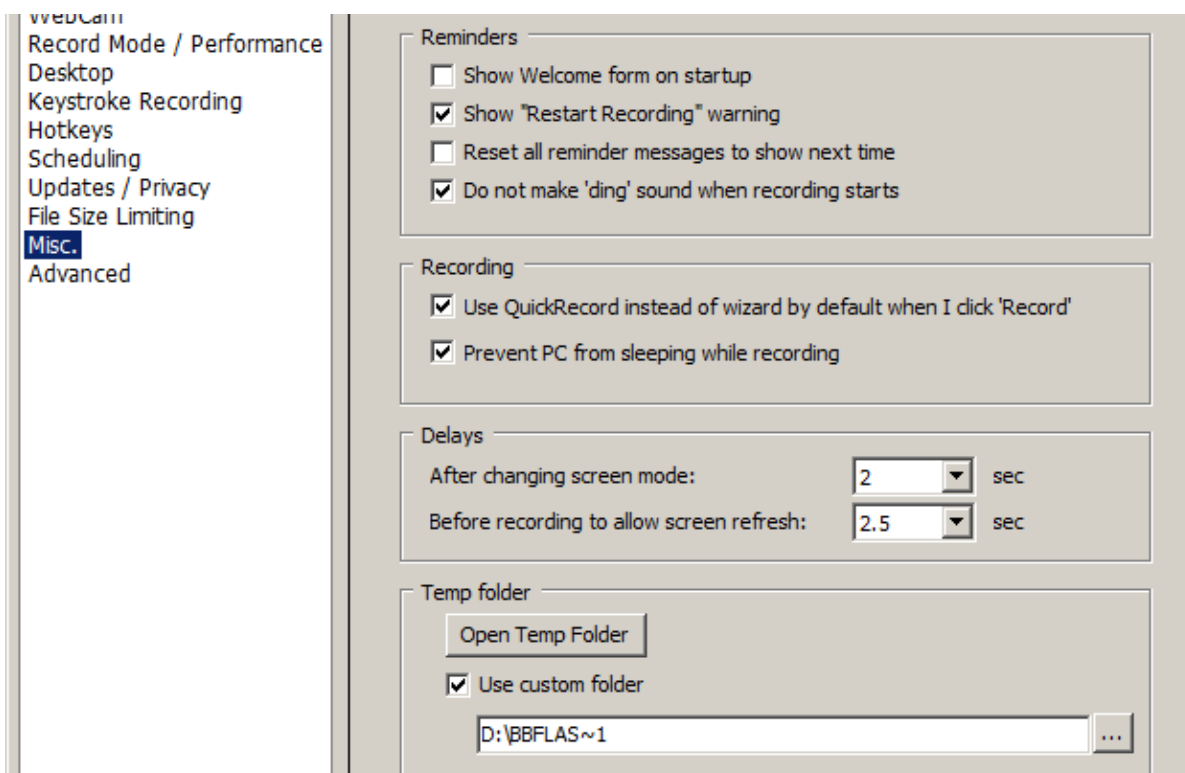 WebCam
Record Mode / Performance
Desktop
Keystroke Recording
Hotkeys
Scheduling
Updates / Privacy
File Size Limiting
Misc.
Advanced
Reminders
Show Welcome form on startup
Show "Restart Recording" warning
Reset all reminder messages to show next time
Do not make 'ding' sound when recording starts
Recording
Use QuickRecord instead of wizard by default when I click 'Record'
Prevent PC from sleeping while recording
Delays
After changing screen mode: 2 sec
Before recording to allow screen refresh: 2.5 sec
Temp folder
Open Temp Folder
Use custom folder
D:\BBFLAS~1 ...